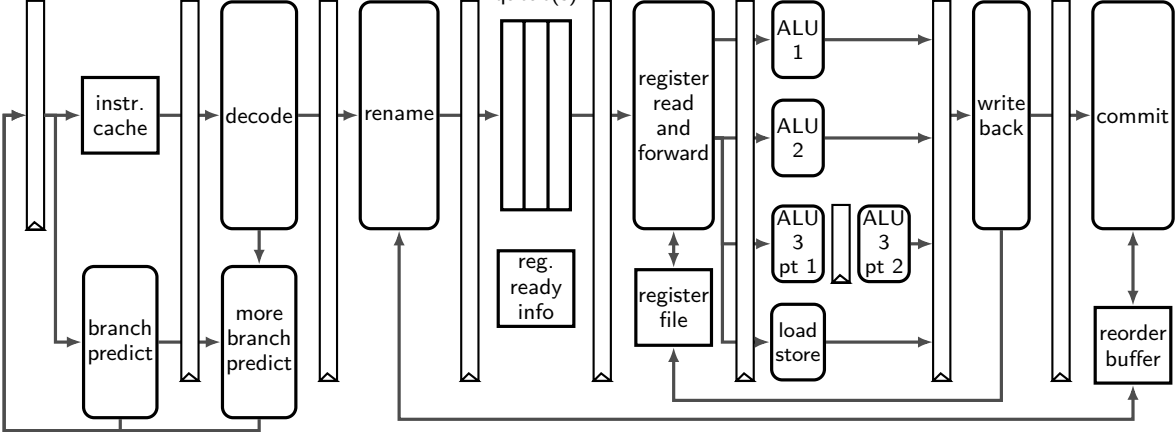 instr.
cache
decode
rename
register
read
and
forward
ALU
1
ALU
2
ALU
3
pt 1
ALU
3
pt 2
load
store
write
back
commit
branch
predict
more
branch
predict
reg.
ready
info
register
file
reorder
buffer